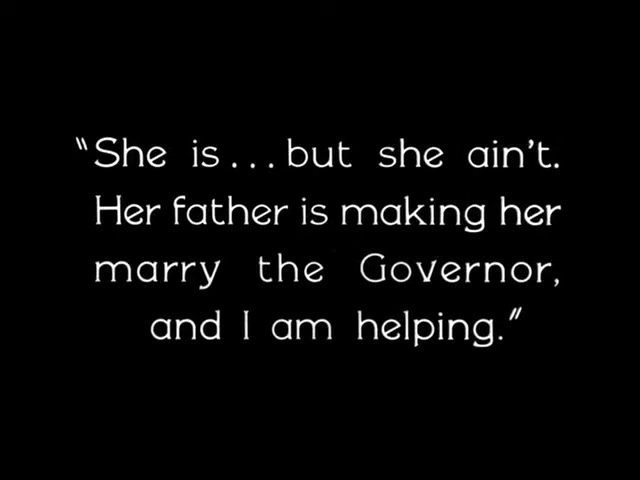 "She is... but she ain't.
Her father is making her
marry the Governor,
and I am helping."